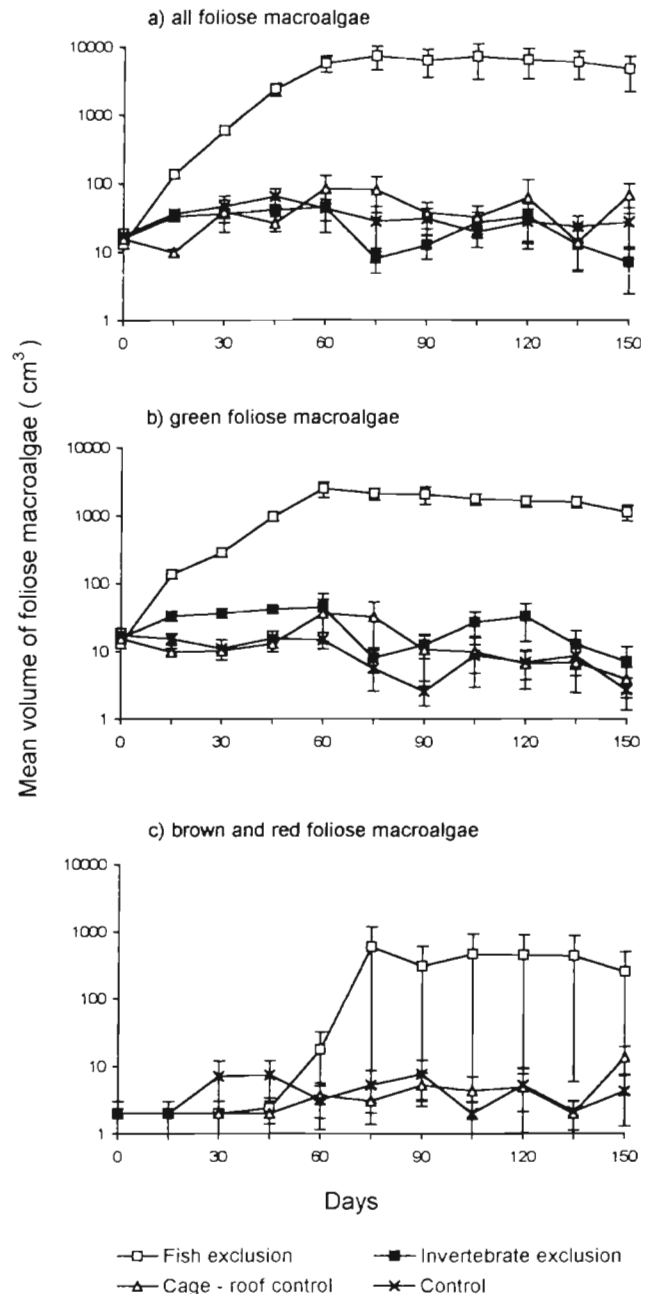 a) all foliose macroalgae
10000
1000
100
10
1
0 30 60 90 120 150
b) green foliose macroalgae
10000
1000
100
10
1
0 30 60 90 120 150
c) brown and red foliose macroalgae
10000
1000
100
10
1
0 30 60 90 120 150
Mean volume of foliose macroalgae ( cm³ )
Days
Fish exclusion
Invertebrate exclusion
Cage - roof control
Control